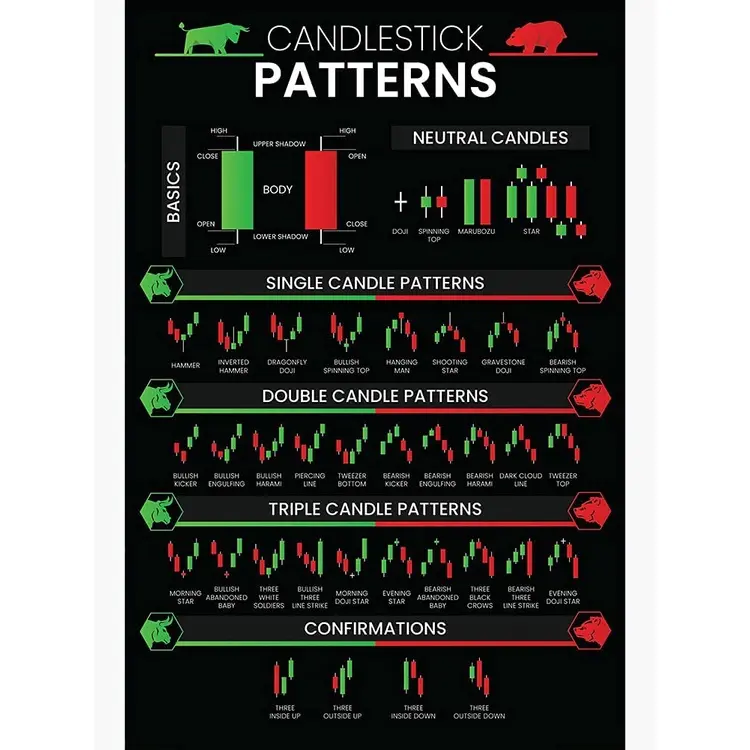 CANDLESTICK
PATTERNS
BASICS
HIGH
HIGH
UPPER SHADOW
CLOSE
OPEN
BODY
OPEN
CLOSE
LOWER SHADOW
LOW
LOW
NEUTRAL CANDLES
DOJI
SPINNING
TOP
MARUBOZU
STAR
SINGLE CANDLE PATTERNS
HAMMER
INVERTED
HAMMER
DRAGONFLY
DOJI
BULLISH
SPINNING TOP
HANGING
MAN
SHOOTING
STAR
GRAVESTONE
DOJI
BEARISH
SPINNING TOP
DOUBLE CANDLE PATTERNS
BULLISH
KICKER
BULLISH
ENGULFING
BULLISH
HARAMI
PIERCING
LINE
TWEEZER
BOTTOM
BEARISH
KICKER
BEARISH
ENGULFING
BEARISH
HARAMI
DARK CLOUD
LINE
TWEEZER
TOP
TRIPLE CANDLE PATTERNS
MORNING
STAR
BULLISH
ABANDONED
BABY
THREE
WHITE
SOLDIERS
BULLISH
THREE
LINE STRIKE
MORNING
DOJI STAR
EVENING
STAR
BEARISH
ABANDONED
BABY
THREE
BLACK
CROWS
BEARISH
THREE
LINE STRIKE
EVENING
DOJI STAR
CONFIRMATIONS
THREE
INSIDE UP
THREE
OUTSIDE UP
THREE
INSIDE DOWN
THREE
OUTSIDE DOWN